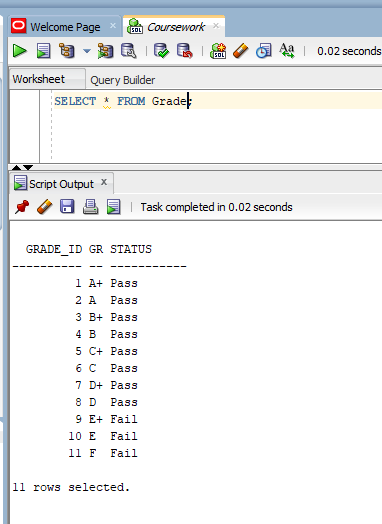 Welcome Page Coursework
SQL Aa 0.02 seconds
Worksheet Query Builder
SELECT * FROM Grade;
Script Output x
Task completed in 0.02 seconds
GRADE_ID GR STATUS
---------- -- -----------
1 A+ Pass
2 A Pass
3 B+ Pass
4 B Pass
5 C+ Pass
6 C Pass
7 D+ Pass
8 D Pass
9 E+ Fail
10 E Fail
11 F Fail
11 rows selected.